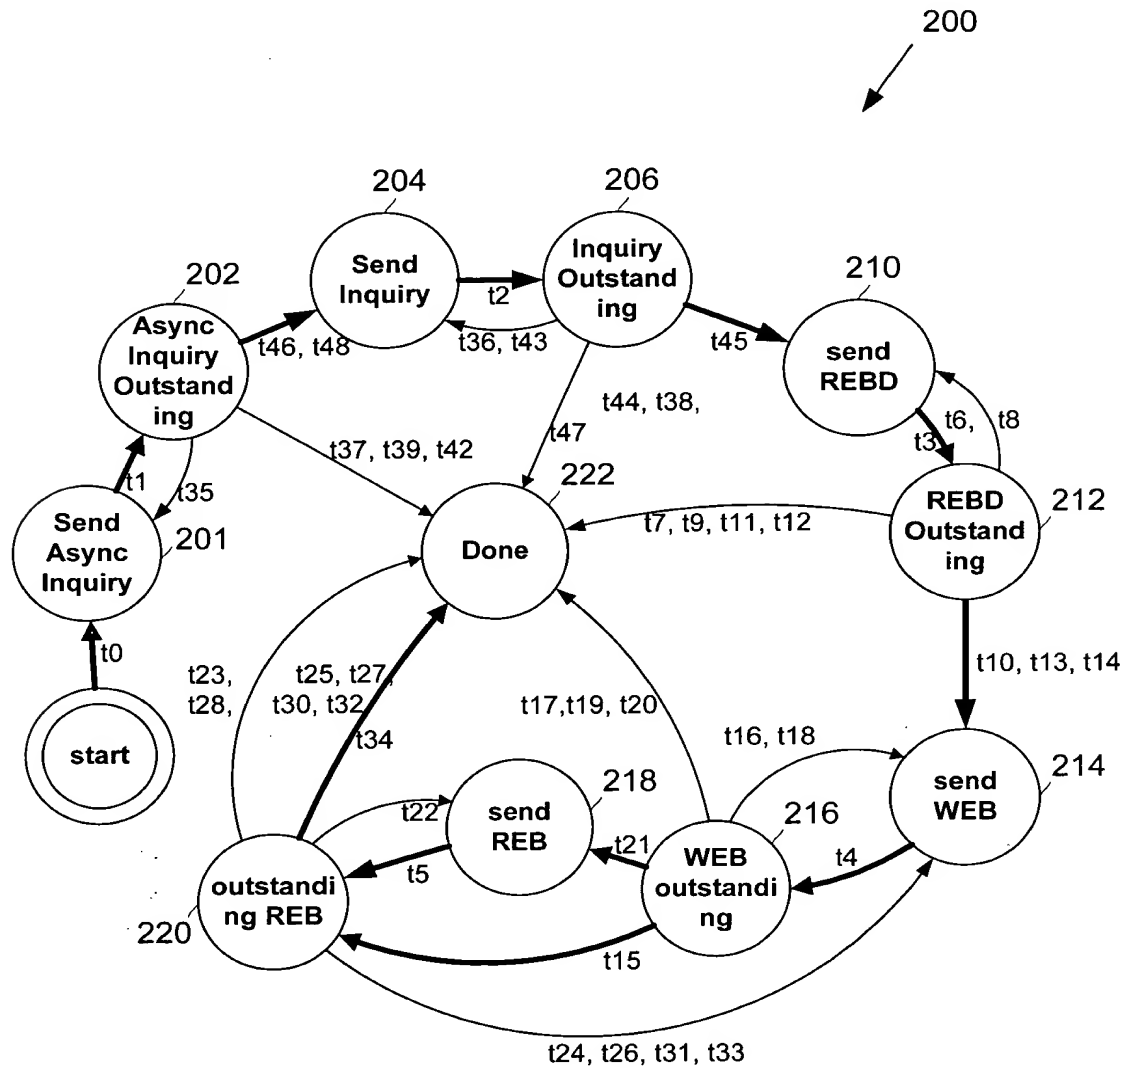 200
204
206
202
210
Send
Inquiry
Inquiry
Outstand
ing
t2
Async
Inquiry
Outstand
ing
t46, t48
t36, t43
t45
send
REBD
t44, t38,
t47
t6,
t8
t3
t37, t39, t42
t1
t35
222
Send
Async
Inquiry
201
Done
t7, t9, t11, t12
REBD
Outstand
ing
212
t0
t23,
t28,
t25, t27,
t30, t32
t34
t17,t19, t20
t10, t13, t14
start
t16, t18
send
WEB
214
218
send
REB
t22
t5
t21
216
WEB
outstandi
ng
t4
outstandi
ng REB
220
t15
t24, t26, t31, t33